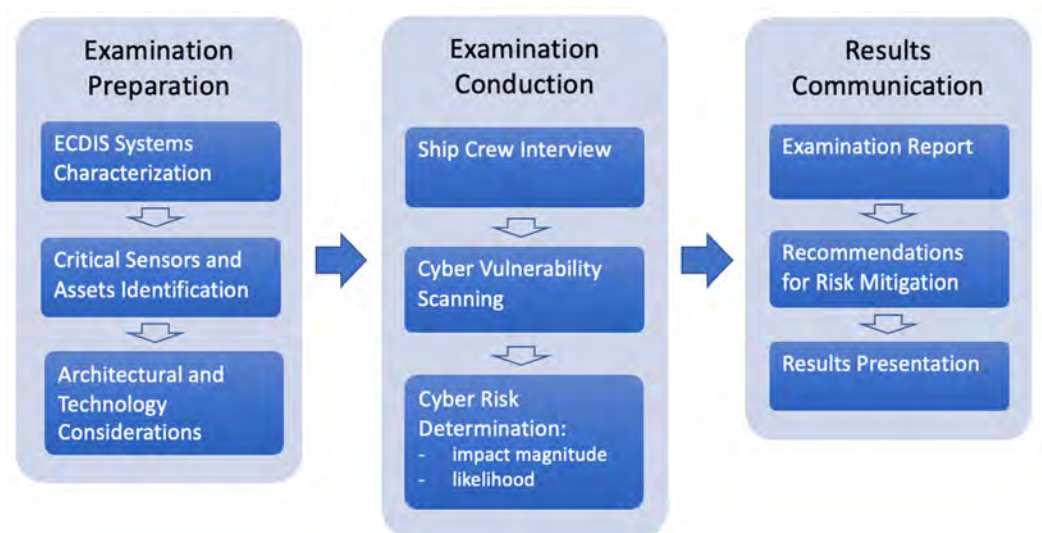 Examination
Preparation
ECDIS Systems
Characterization
Critical Sensors and
Assets Identification
Architectural and
Technology
Considerations
Examination
Conduction
Ship Crew Interview
Cyber Vulnerability
Scanning
Cyber Risk
Determination:
- impact magnitude
- likelihood
Results
Communication
Examination Report
Recommendations
for Risk Mitigation
Results Presentation